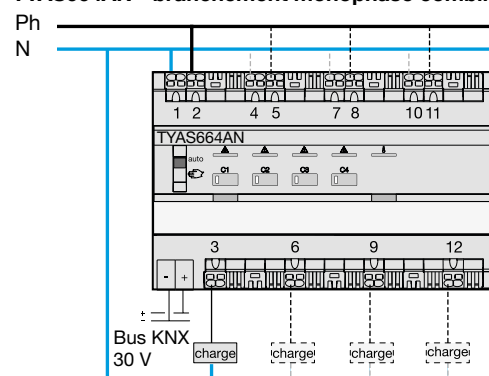 TYAS664AN - branchement monophasé combiné
Ph
N
1 2 4 5 7 8 10 11
TYAS664AN
auto
C1 C2 C3 C4
3 6 9 12
- +
+
-
Bus KNX
30 V
charge charge charge charge